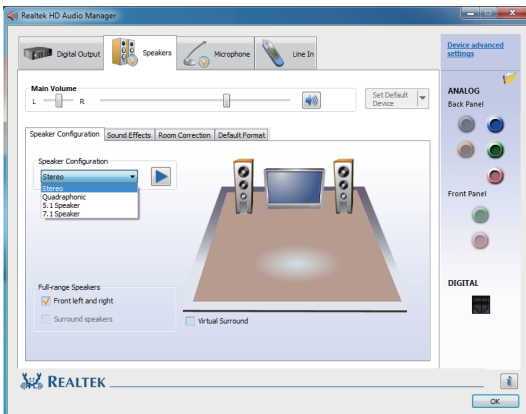 Realtek HD Audio Manager
Digital Output
Speakers
Microphone
Line In
Device advanced
settings
Main Volume
L
R
Set Default
Device
ANALOG
Back Panel
Speaker Configuration
Sound Effects
Room Correction
Default Format
Speaker Configuration
Stereo
Stereo
Quadraphonic
5.1 Speaker
7.1 Speaker
Front Panel
Full-range Speakers
Front left and right
Surround speakers
Virtual Surround
DIGITAL
REALTEK
i
OK